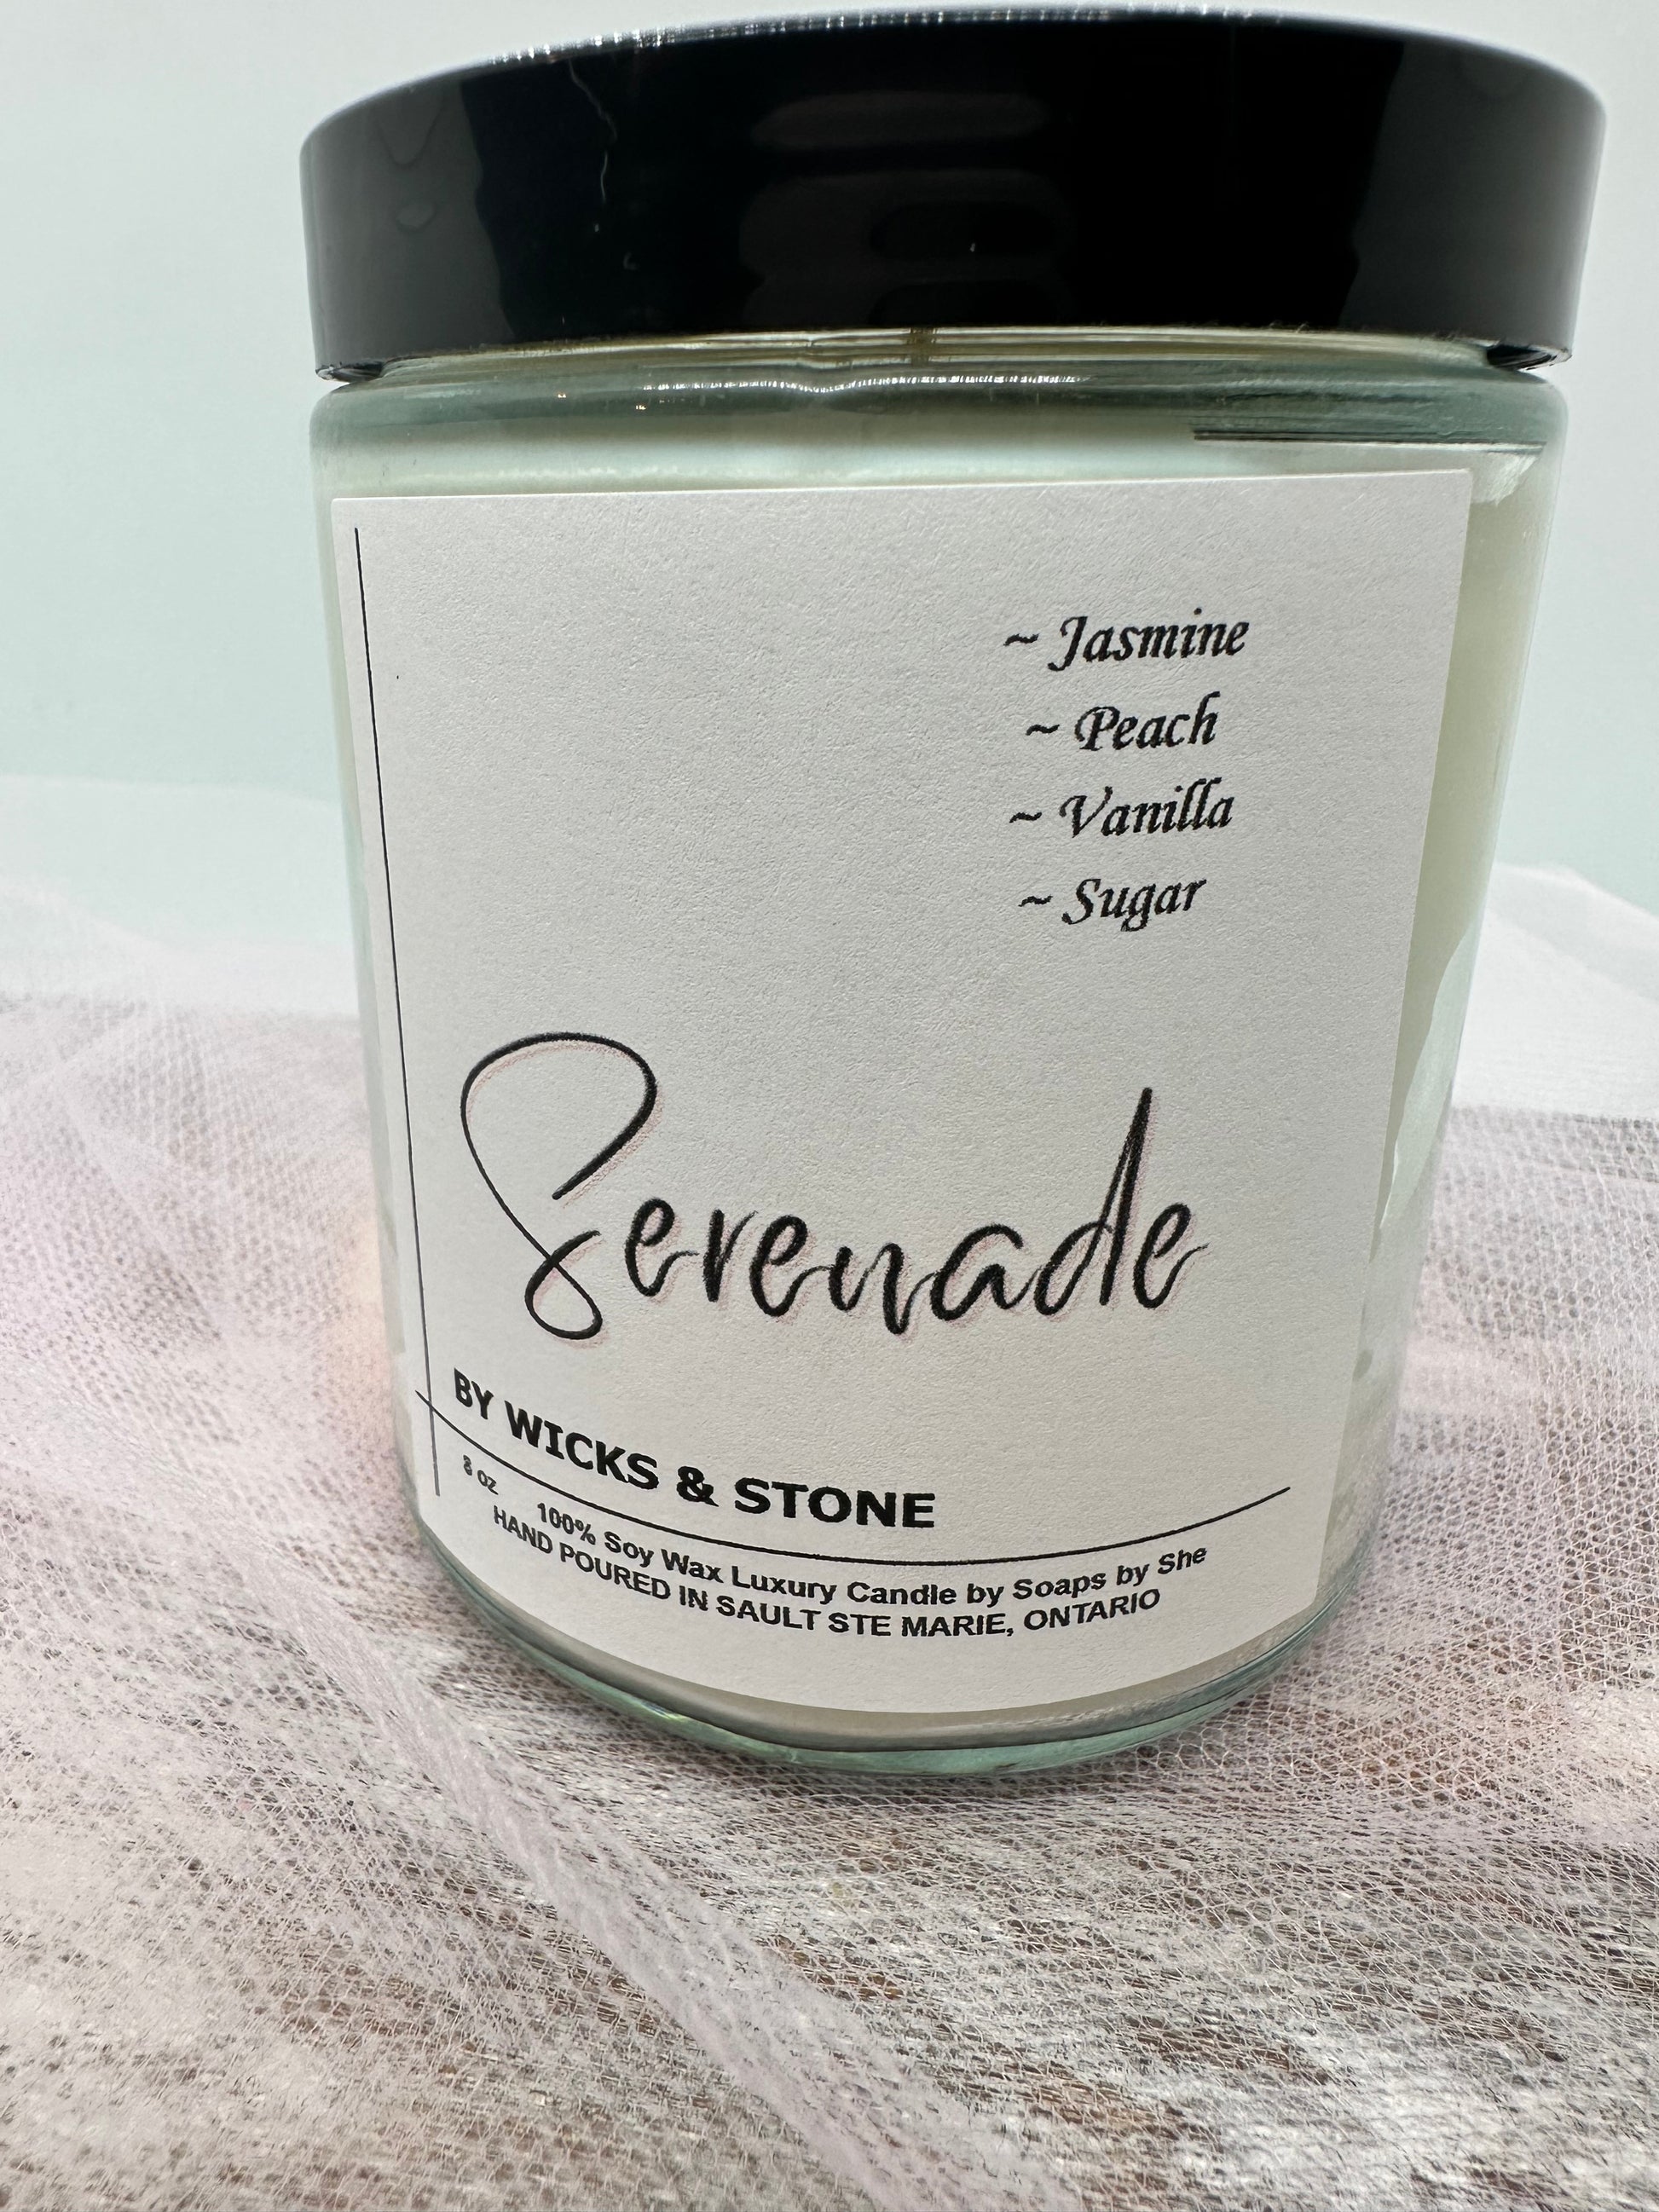 ~ Jasmine
~ Peach
~ Vanilla
~ Sugar
Serenade
BY WICKS & STONE
8 oz 100% Soy Wax Luxury Candle by Soaps by She
HAND POURED IN SAULT STE MARIE, ONTARIO